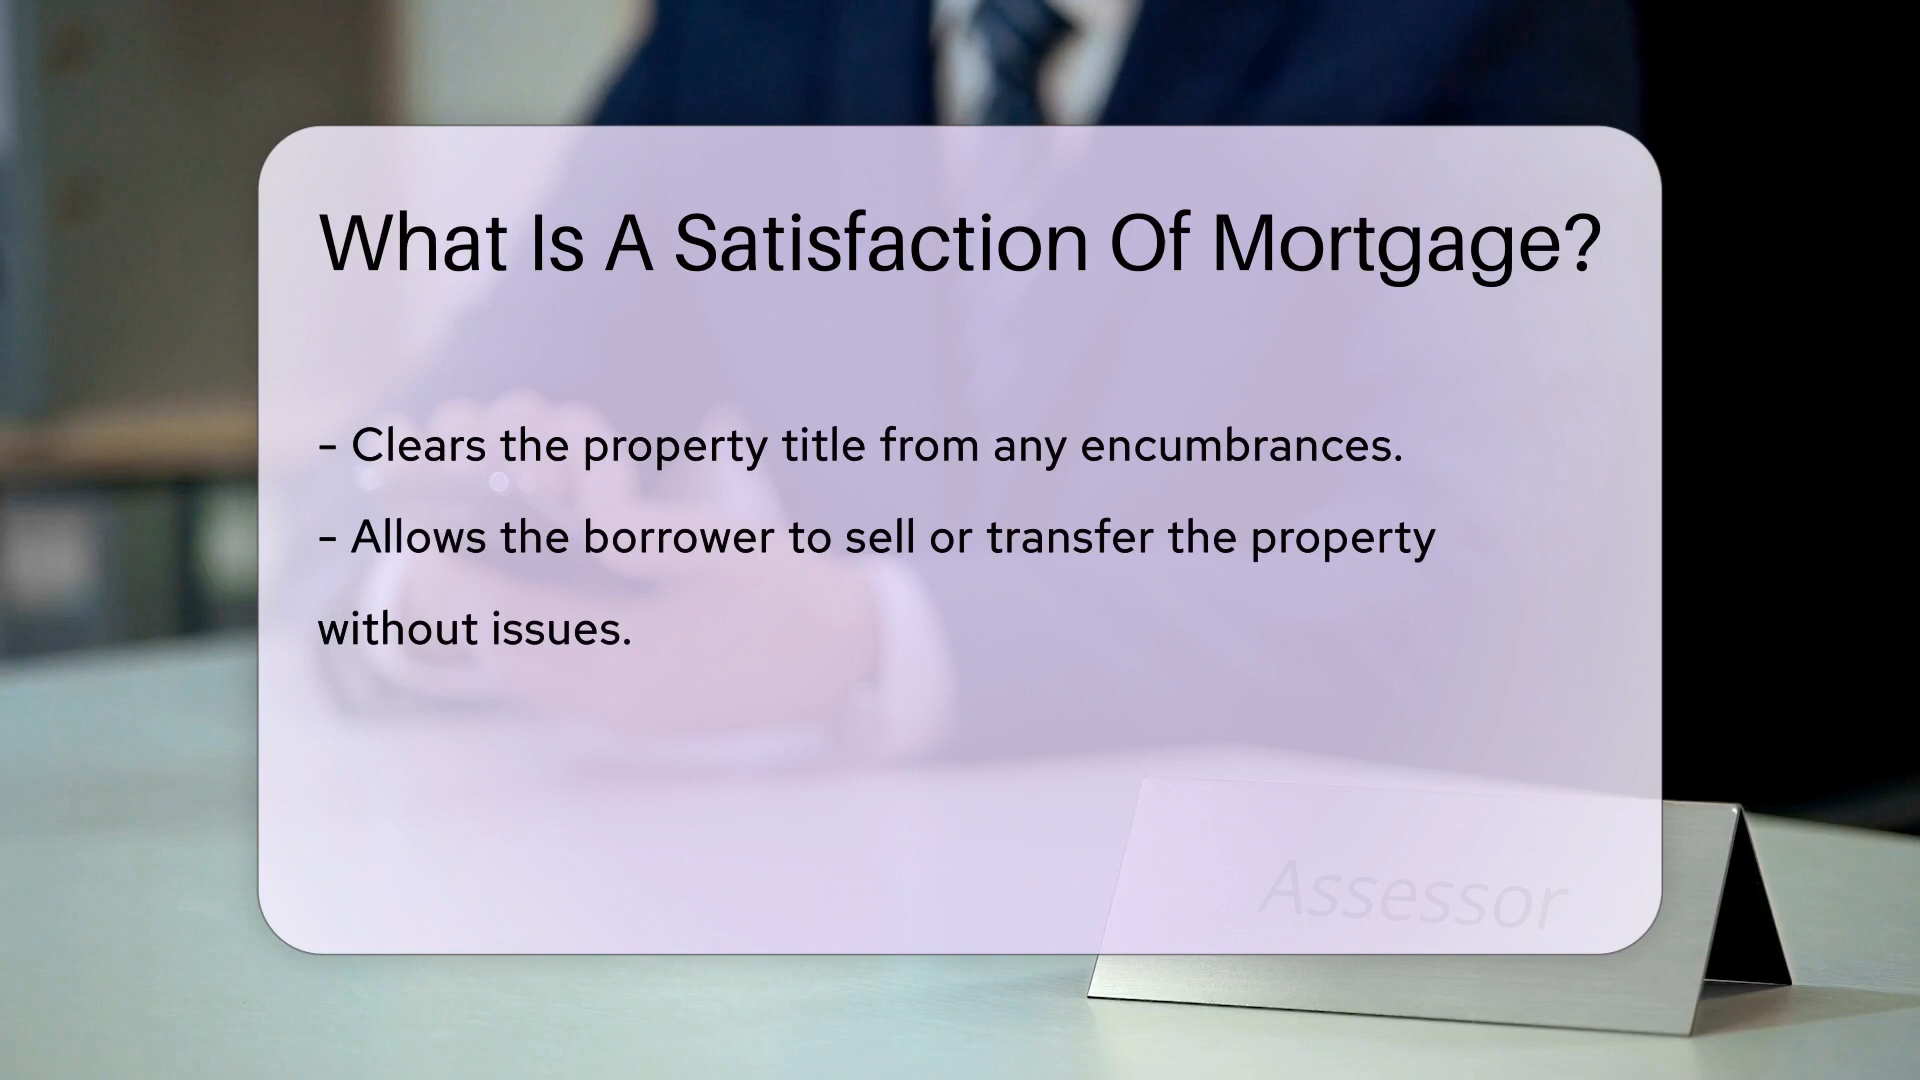 What Is A Satisfaction Of Mortgage?
- Clears the property title from any encumbrances.
- Allows the borrower to sell or transfer the property
without issues.
Assessor